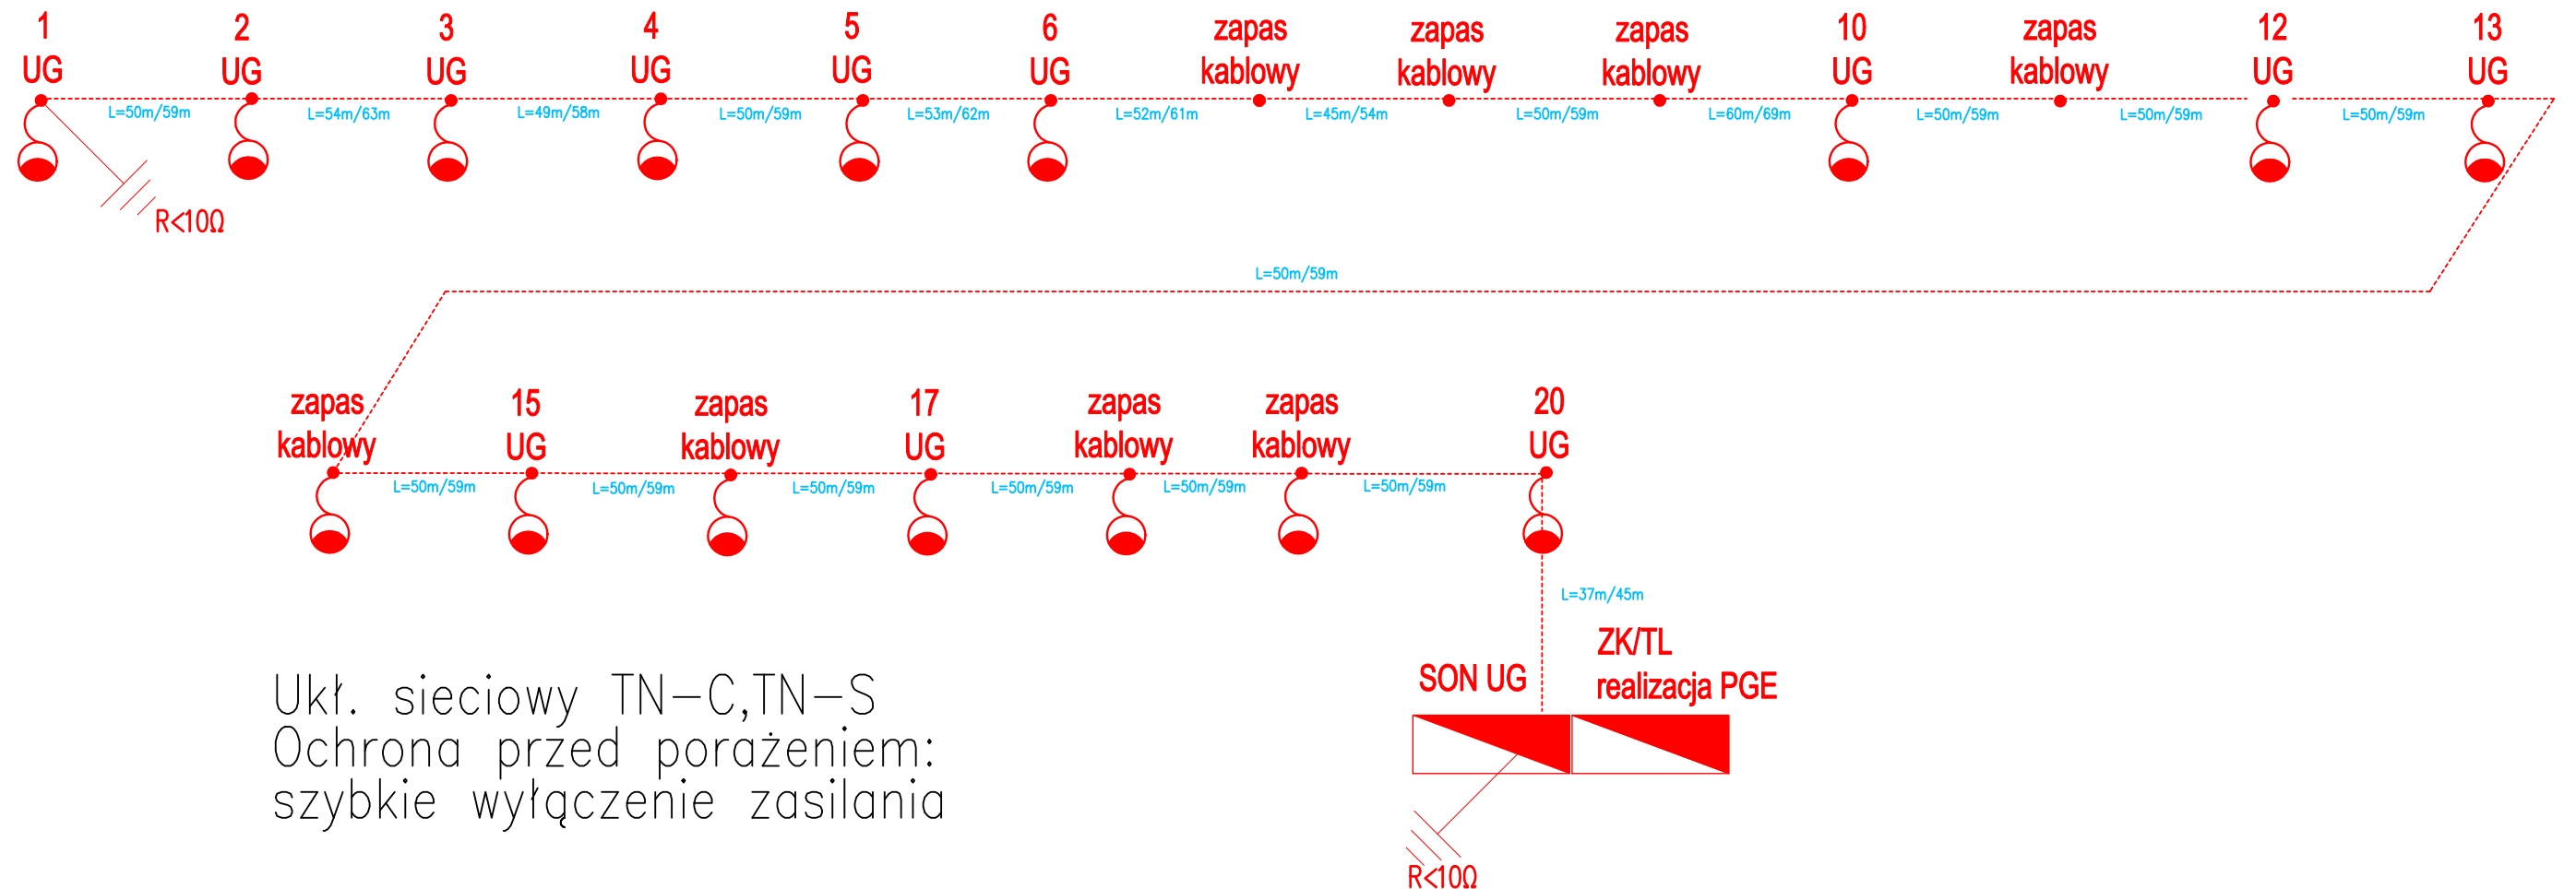 1
UG
2
UG
3
UG
4
UG
5
UG
6
UG
zapas
kablowy
zapas
kablowy
zapas
kablowy
10
UG
zapas
kablowy
12
UG
13
UG
L=50m/59m
L=54m/63m
L=49m/58m
L=50m/59m
L=53m/62m
L=52m/61m
L=45m/54m
L=50m/59m
L=60m/69m
L=50m/59m
L=50m/54m
L=50m/59m
R<10Ω
L=50m/59m
zapas
kablowy
15
UG
zapas
kablowy
17
UG
zapas
kablowy
zapas
kablowy
20
UG
L=50m/59m
L=50m/59m
L=50m/59m
L=50m/59m
L=50m/59m
L=50m/59m
L=37m/45m
ZK/TL
realizacja PGE
SON UG
R<10Ω
Ukł. sieciowy TN-C,TN-S
Ochrona przed porażeniem:
szybkie wyłączenie zasilania